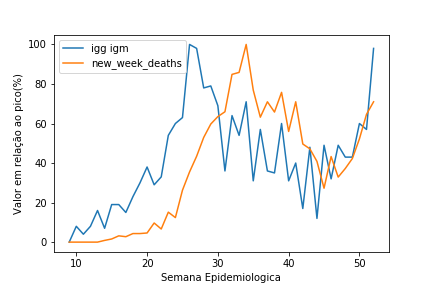 100
80
60
40
20
0
Valor em relação ao pico(%)
igg igm
new_week_deaths
10 20 30 40 50
Semana Epidemiologica